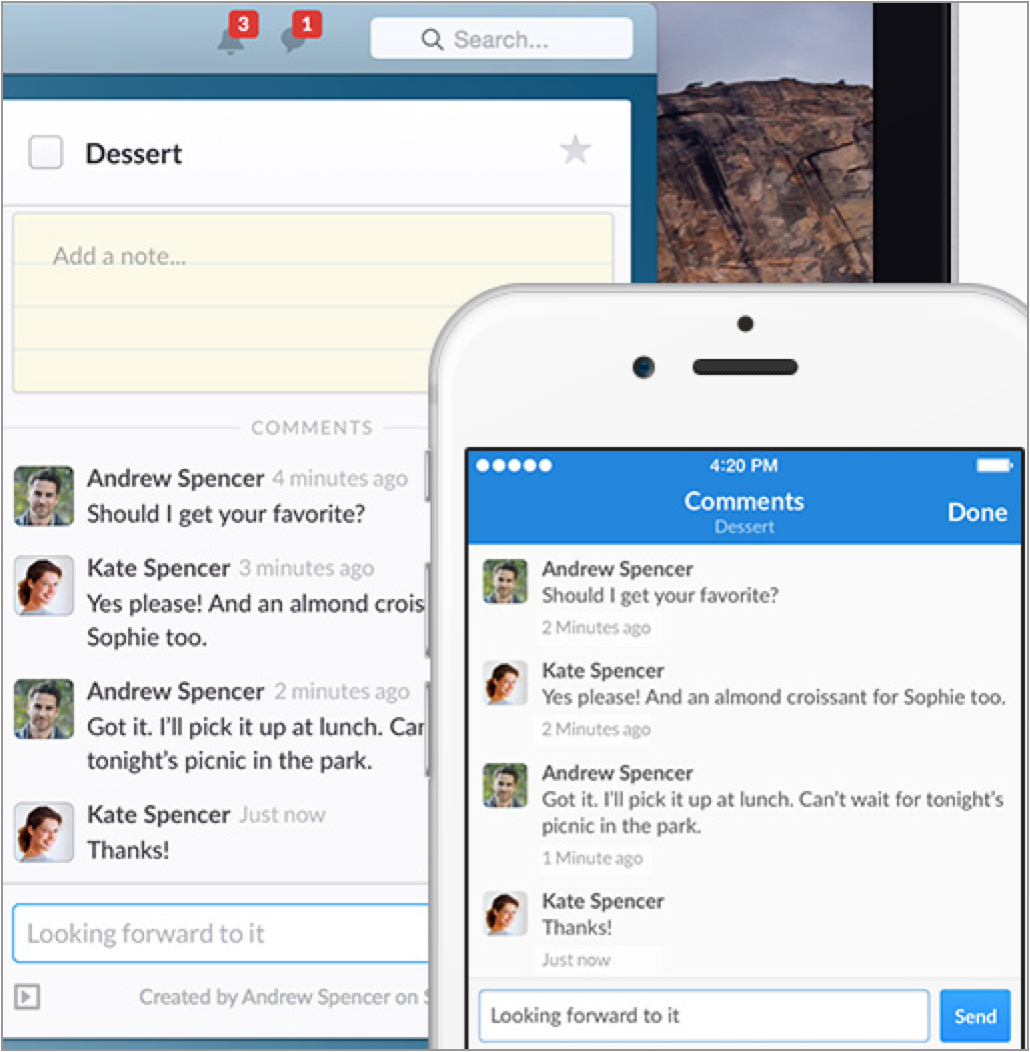 3
1
Search...
Dessert
Add a note...
COMMENTS
Andrew Spencer 4 minutes ago
Should I get your favorite?
Kate Spencer 3 minutes ago
Yes please! And an almond crois
Sophie too.
Andrew Spencer 2 minutes ago
Got it. I'll pick it up at lunch. Car
tonight's picnic in the park.
Kate Spencer Just now
Thanks!
Looking forward to it
Created by Andrew Spencer on S
4:20 PM
Comments
Dessert
Done
Andrew Spencer
Should I get your favorite?
2 Minutes ago
Kate Spencer
Yes please! And an almond croissant for Sophie too.
2 Minutes ago
Andrew Spencer
Got it. I'll pick it up at lunch. Can't wait for tonight's
picnic in the park.
1 Minute ago
Kate Spencer
Thanks!
Just now
Looking forward to it
Send